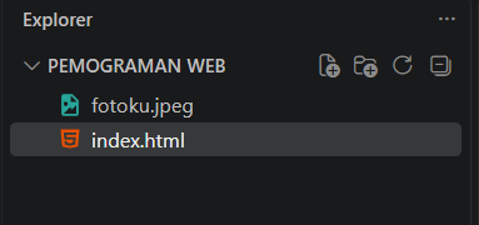 Explorer
PEMOGRAMAN WEB
fotoku.jpeg
index.html